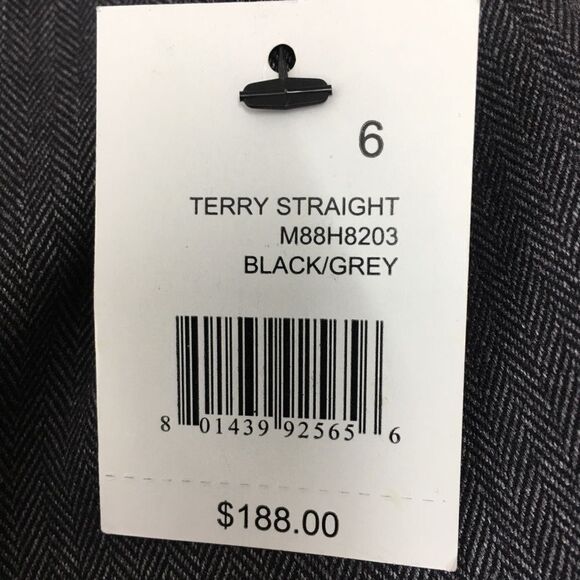 6
TERRY STRAIGHT
M88H8203
BLACK/GREY
8 01439 92565 6
$188.00